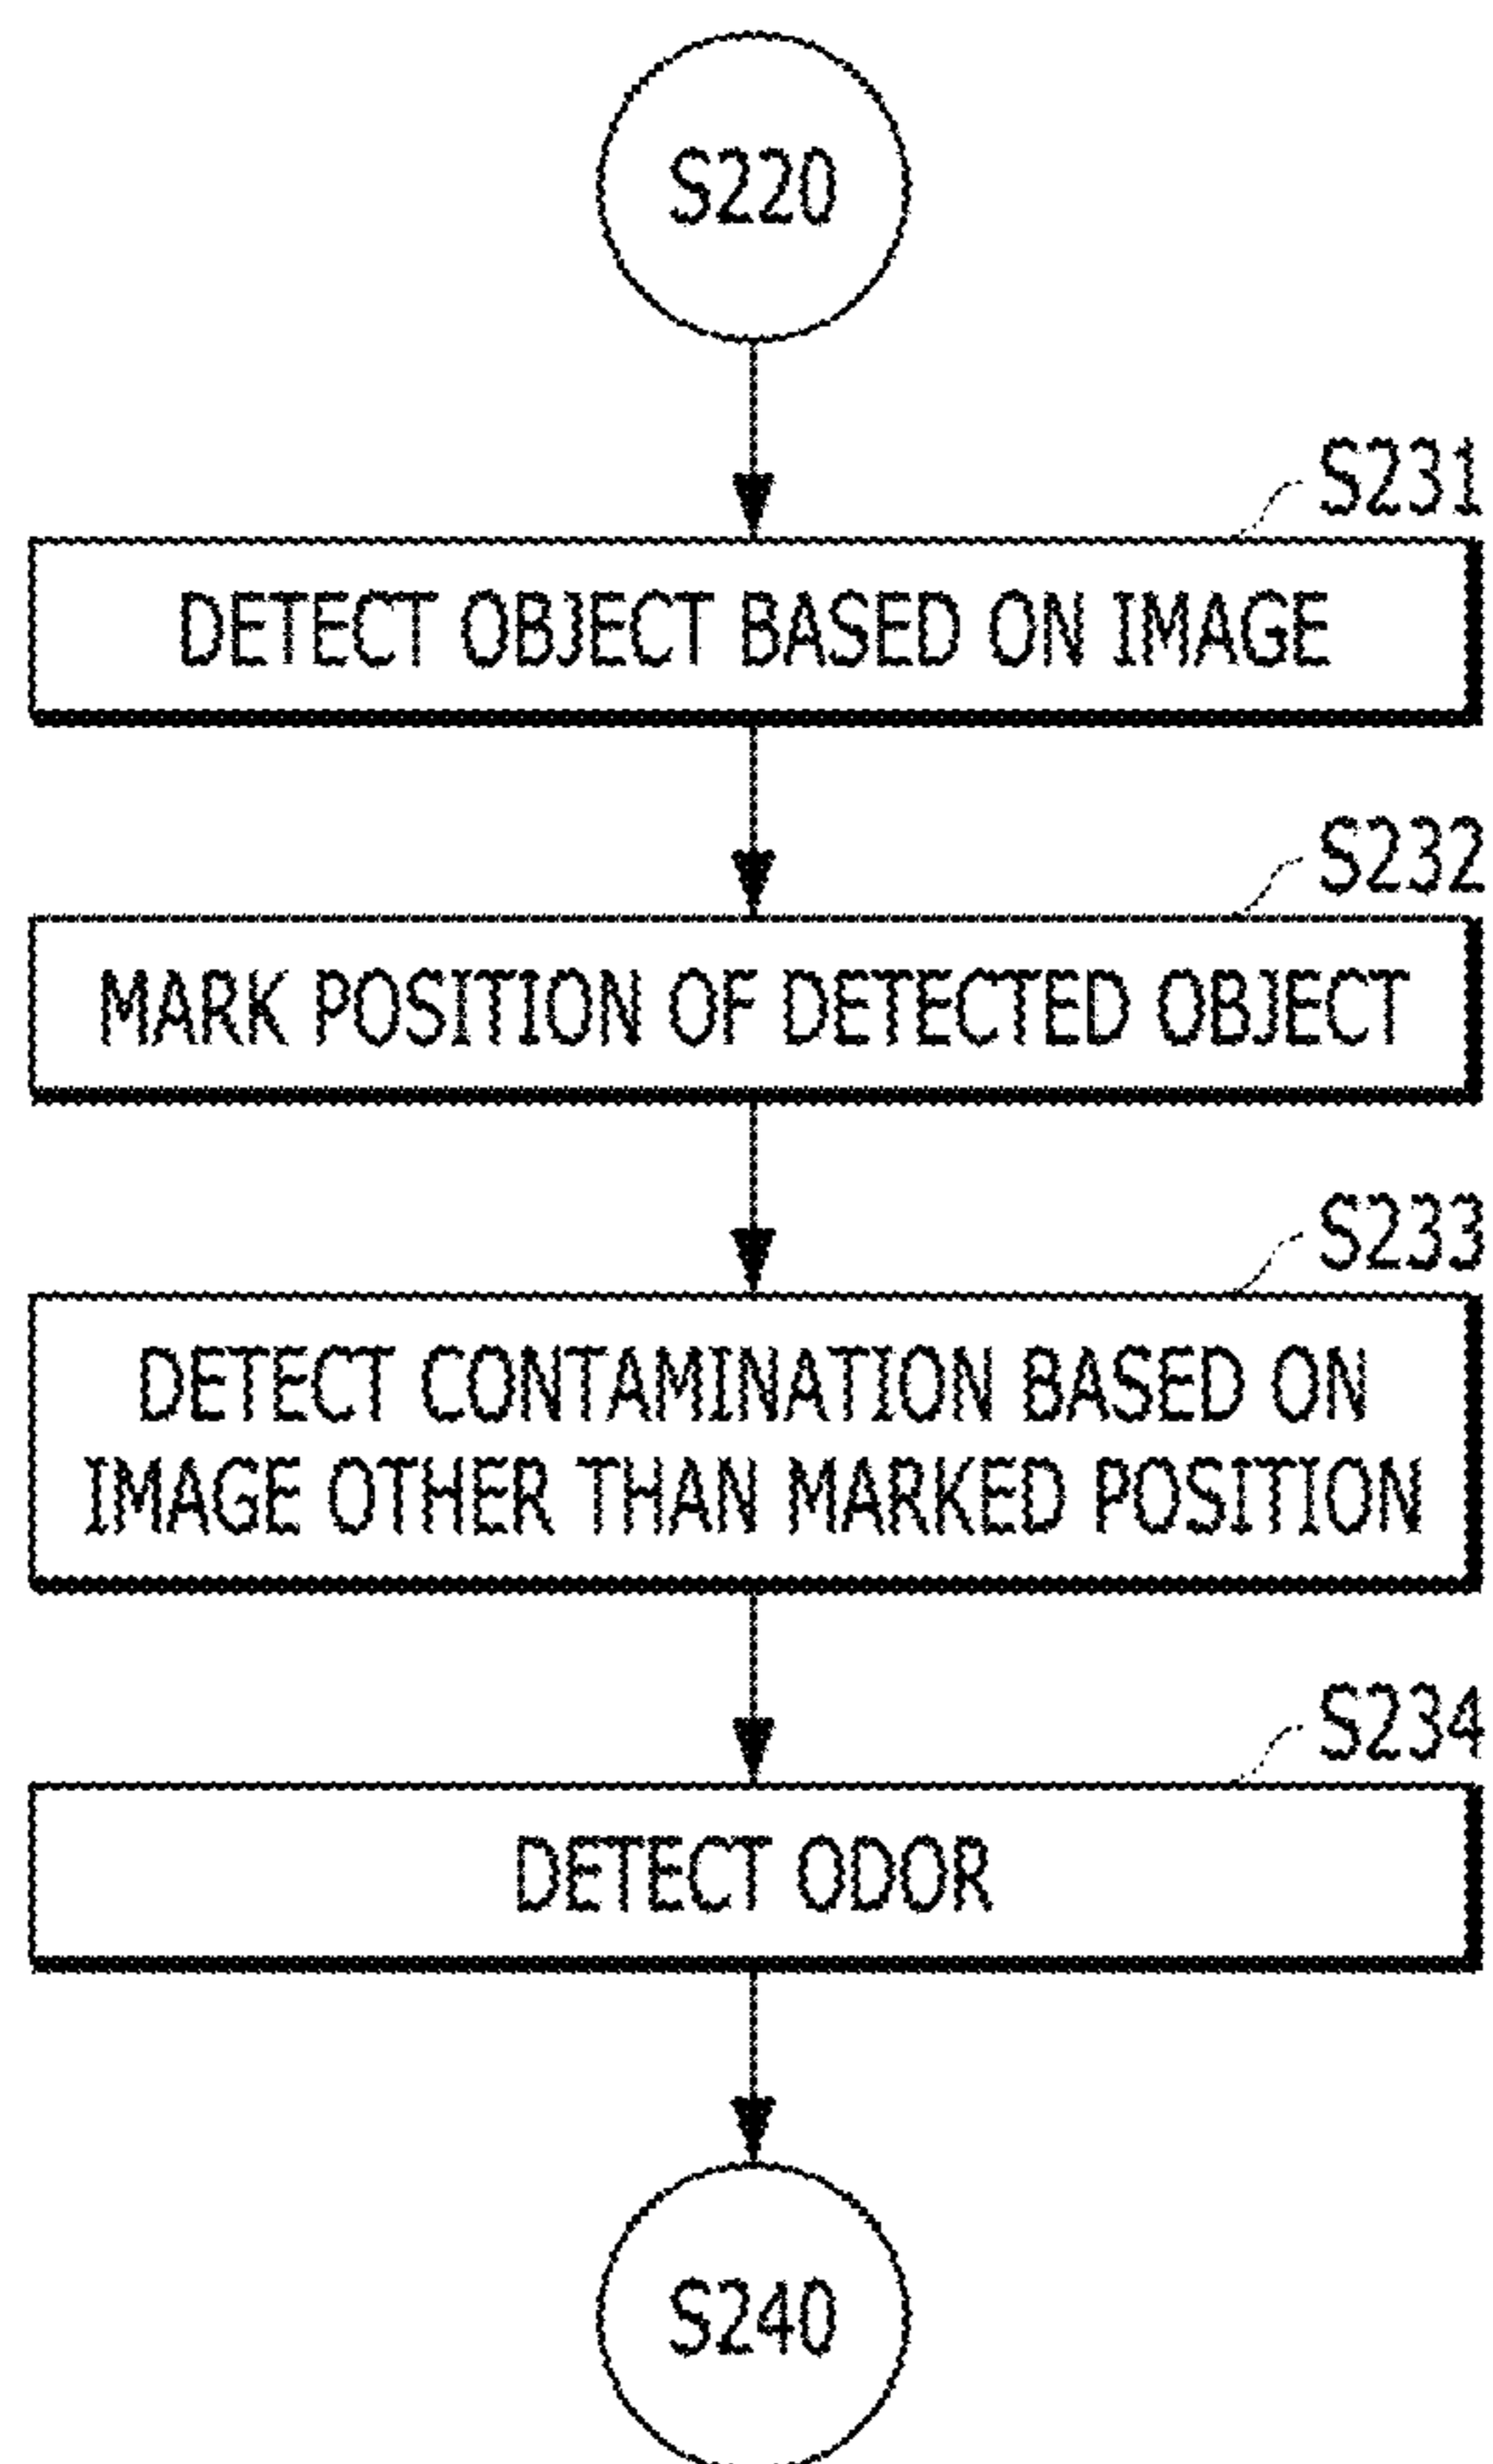 S220
S231
DETECT OBJECT BASED ON IMAGE
S232
MARK POSITION OF DETECTED OBJECT
S233
DETECT CONTAMINATION BASED ON
IMAGE OTHER THAN MARKED POSITION
S234
DETECT ODOR
S240